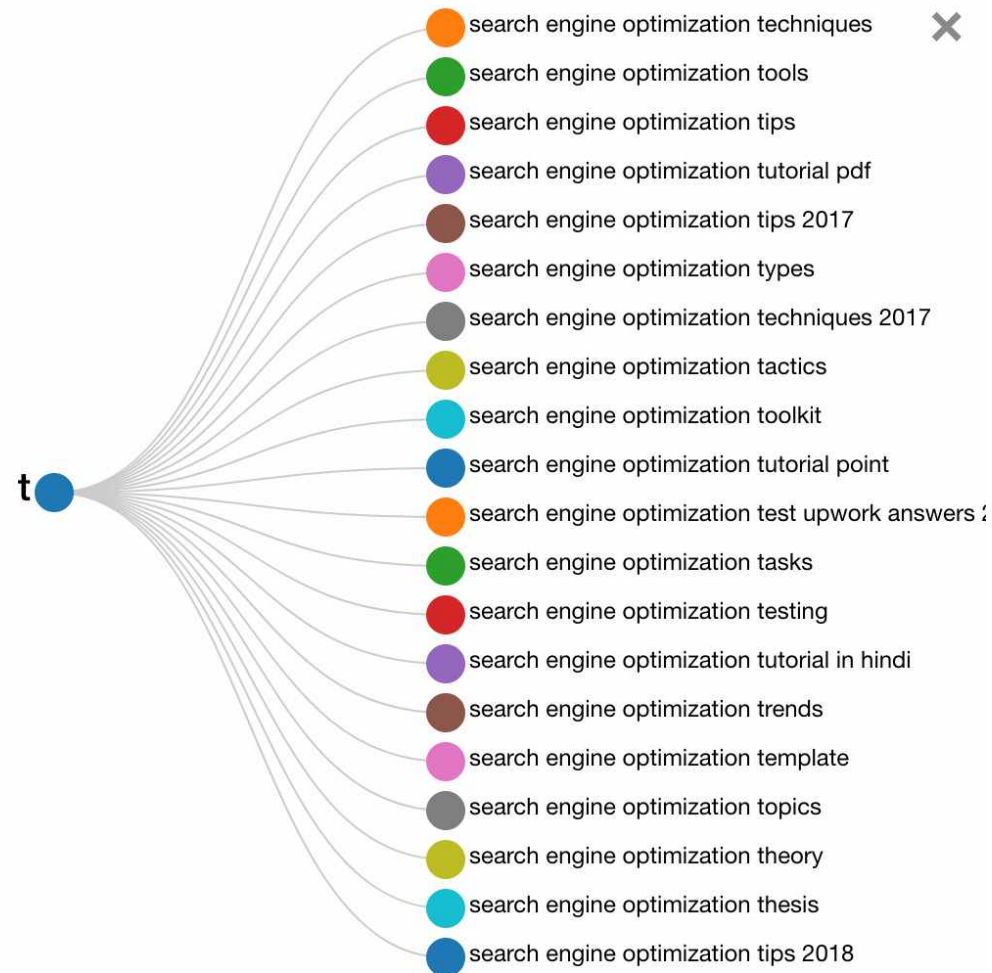 search engine optimization techniques
search engine optimization tools
search engine optimization tips
search engine optimization tutorial pdf
search engine optimization tips 2017
search engine optimization types
search engine optimization techniques 2017
search engine optimization tactics
search engine optimization toolkit
search engine optimization tutorial point
t
search engine optimization test upwork answers
search engine optimization tasks
search engine optimization testing
search engine optimization tutorial in hindi
search engine optimization trends
search engine optimization template
search engine optimization topics
search engine optimization theory
search engine optimization thesis
search engine optimization tips 2018